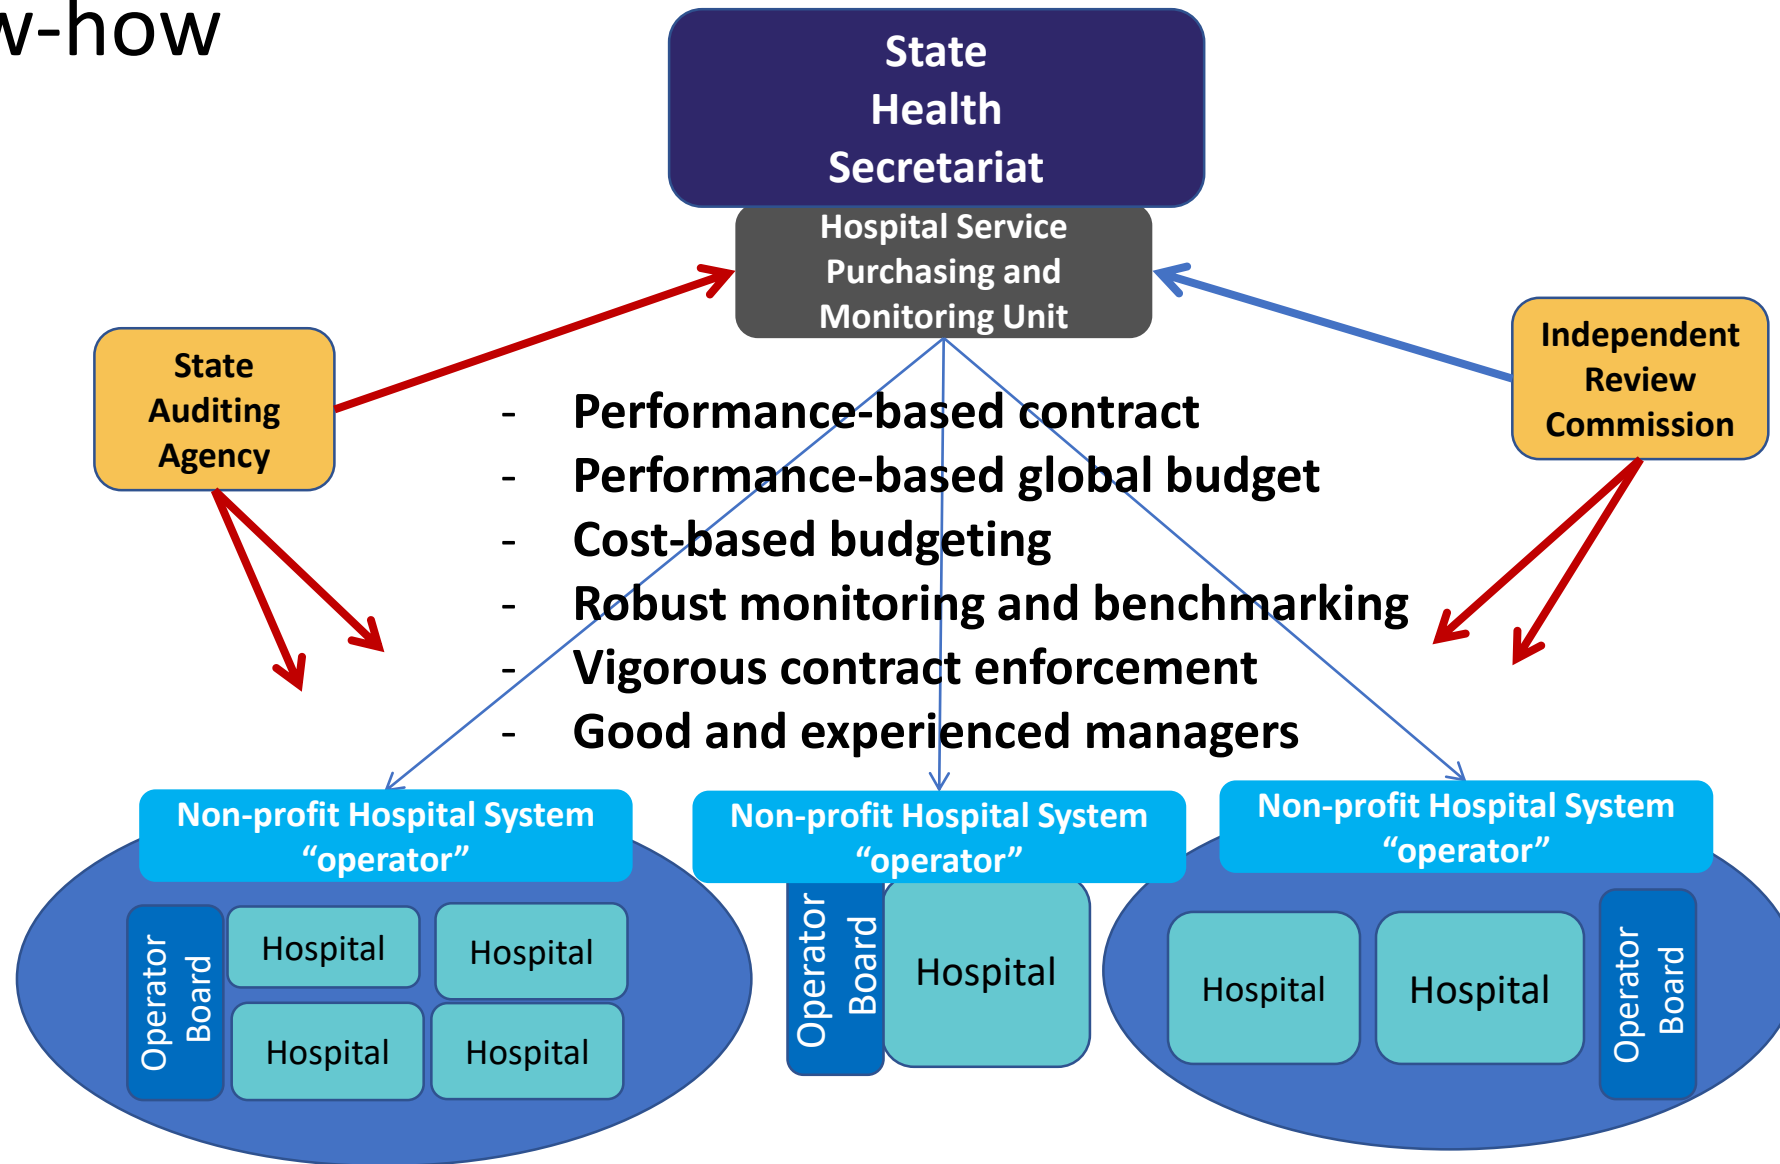 w-how
State
Health
Secretariat
Hospital Service
Purchasing and
Monitoring Unit
State
Auditing
Agency
Independent
Review
Commission
- Performance-based contract
- Performance-based global budget
- Cost-based budgeting
- Robust monitoring and benchmarking
- Vigorous contract enforcement
- Good and experienced managers
Non-profit Hospital System
“operator”
Operator
Board
Hospital
Hospital
Hospital
Hospital
Non-profit Hospital System
“operator”
Operator
Board
Hospital
Non-profit Hospital System
“operator”
Hospital
Hospital
Operator
Board